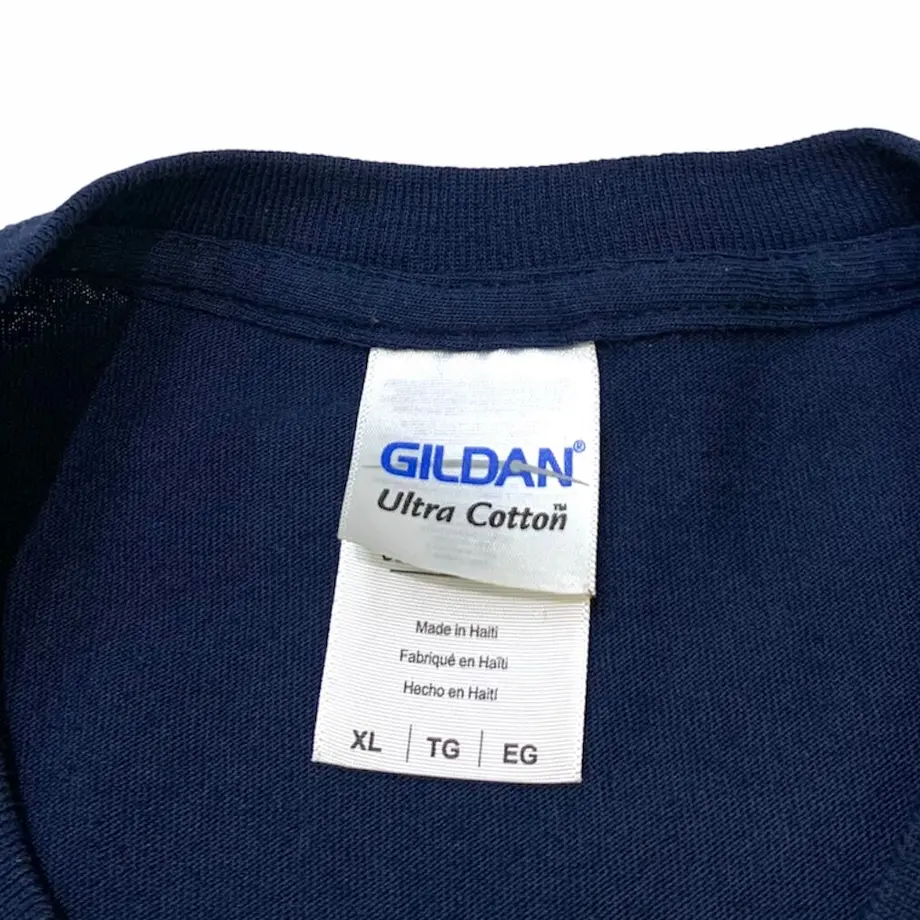 GILDAN®
Ultra Cotton™
Made in Haiti
Fabriqué en Haïti
Hecho en Haití
XL | TG | EG